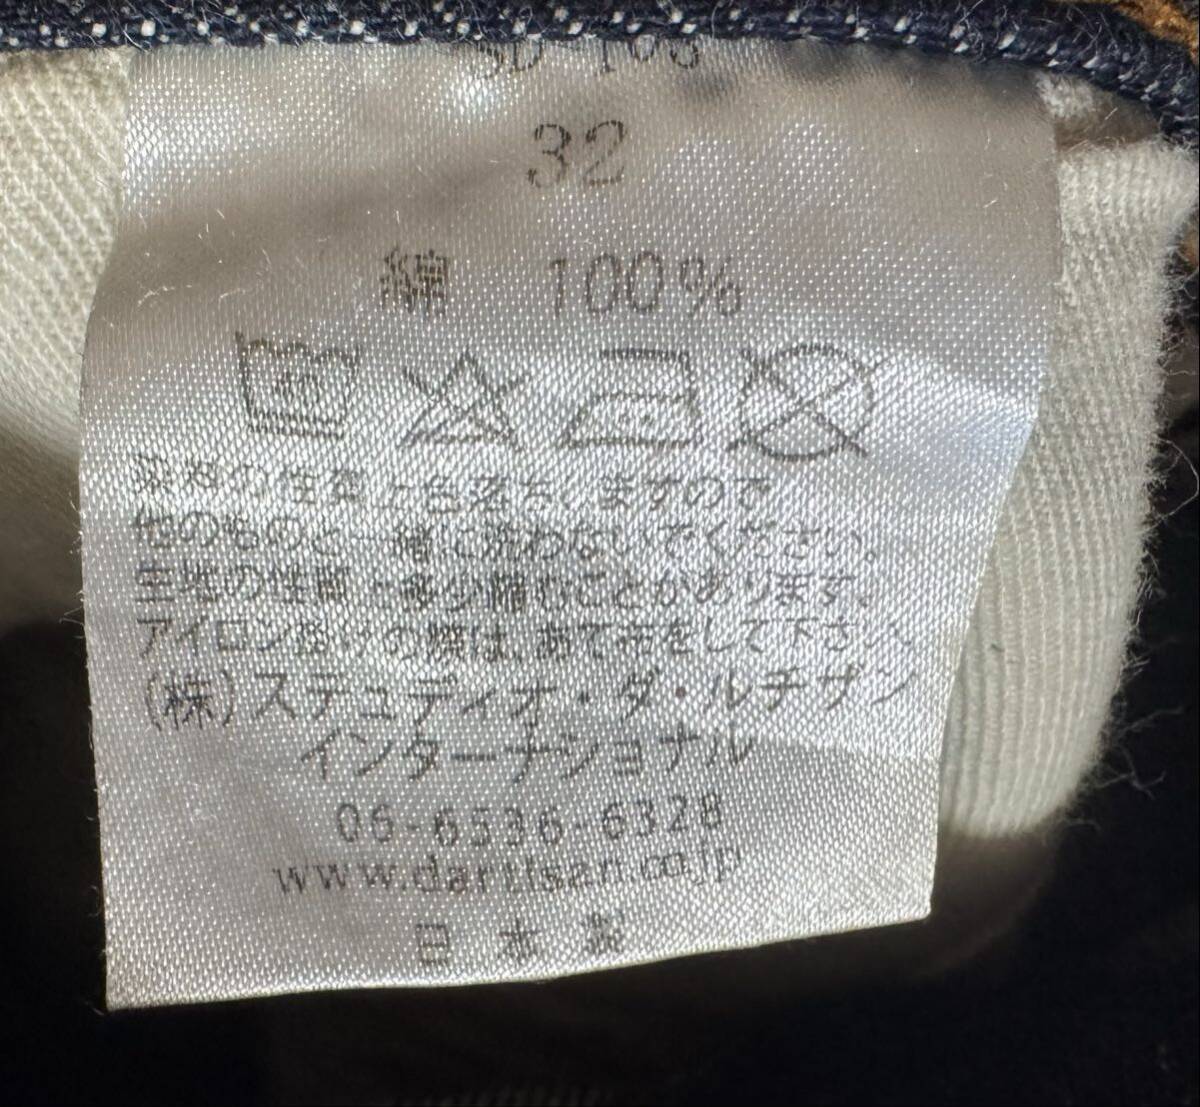 SD-103
32
綿 100%
40
染料の性質上色落ちしますので
他のものと一緒に洗わないでください。
生地の性質上多少縮むことがあります。
アイロン掛けの際は、あて布をして下さい
(株)ステュディオ・ダ・ルチザン
インターナショナル
06-6536-6328
www.dartisan.co.jp
日本製